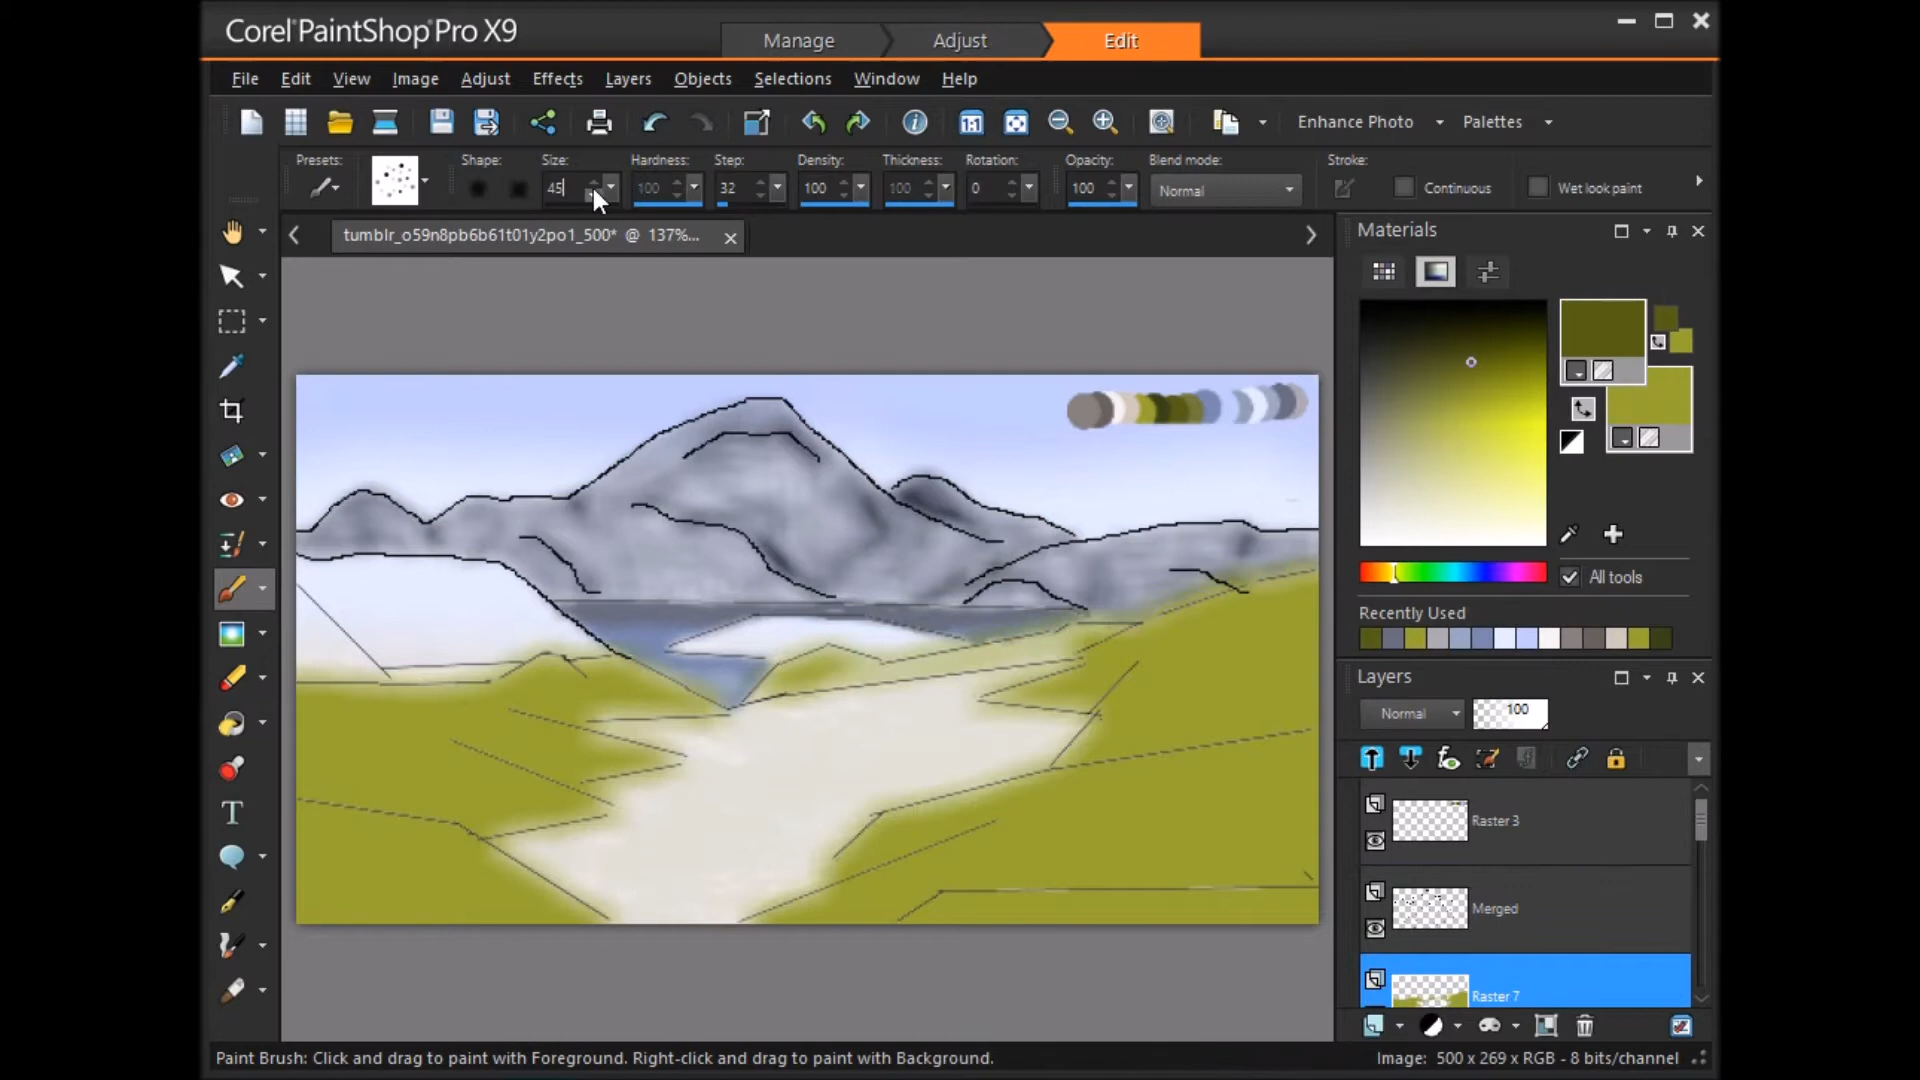 Corel PaintShop Pro X9
Manage Adjust Edit
File Edit View Image Adjust Effects Layers Objects Selections Window Help
Enhance Photo Palettes
Presets: Shape: Size: Hardness: Step: Density: Thickness: Rotation: Opacity: Blend mode: Stroke:
45 100 32 100 100 0 100 Normal Continuous Wet look paint
tumblr_o59n8pb6b61t01y2po1_500* @ 137%...
Materials
All tools
Recently Used
Layers
Normal 100
Raster 3
Merged
Raster 7
Paint Brush: Click and drag to paint with Foreground. Right-click and drag to paint with Background.
Image: 500 x 269 x RGB - 8 bits/channel